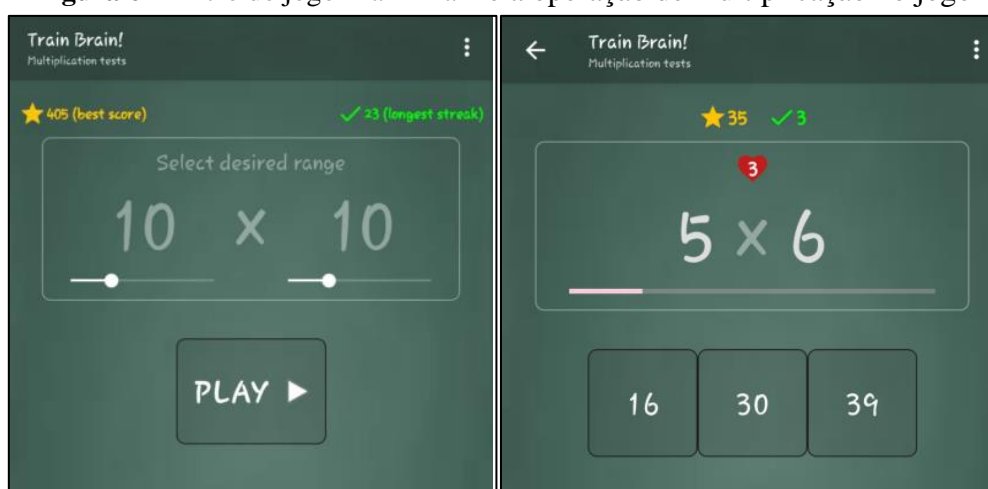 Train Brain!
Multiplication tests
405 (best score)
23 (longest streak)
Select desired range
10 × 10
PLAY
Train Brain!
Multiplication tests
35 3
3
5 × 6
16 30 39